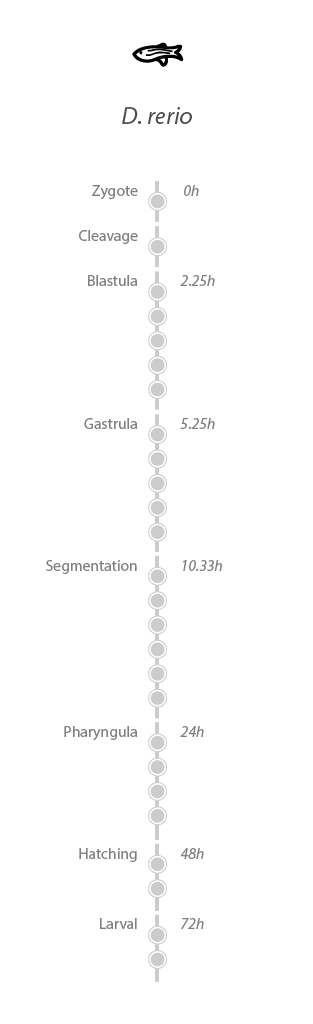 D. rerio
Zygote 0h
Cleavage
Blastula 2.25h
Gastrula 5.25h
Segmentation 10.33h
Pharyngula 24h
Hatching 48h
Larval 72h